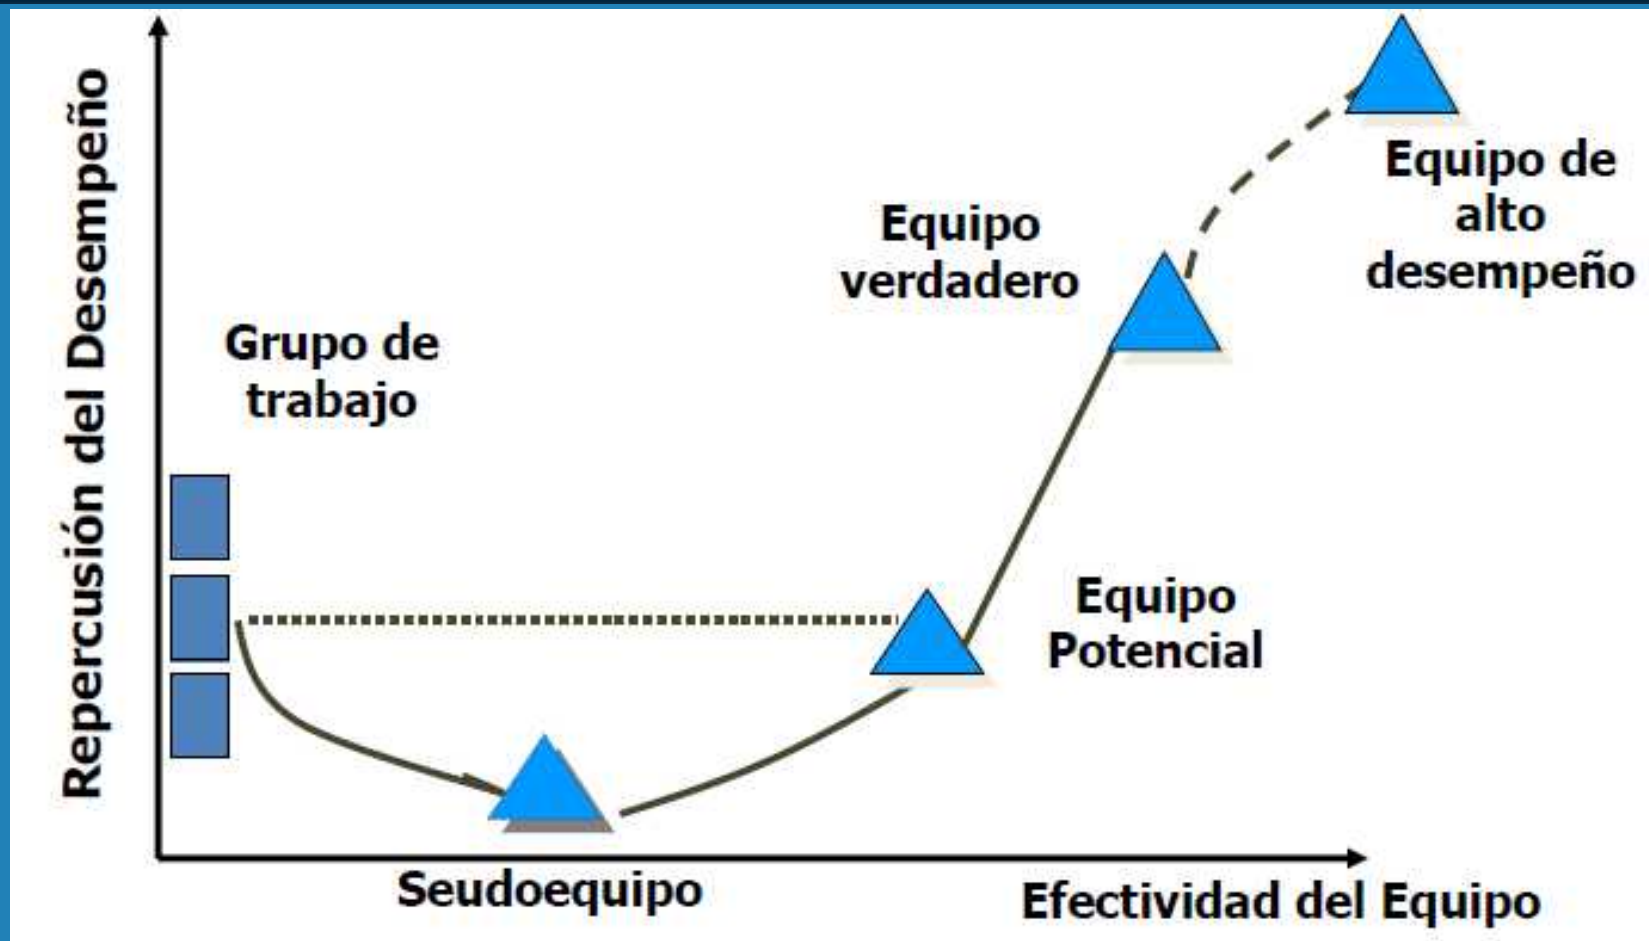 Repercusión del Desempeño
Grupo de
trabajo
Equipo
verdadero
Equipo de
alto
desempeño
Equipo
Potencial
Seudoequipo
Efectividad del Equipo